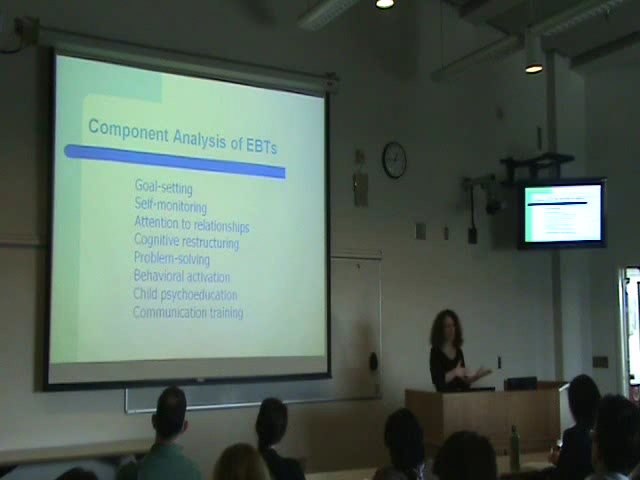 Component Analysis of EBTs
Goal-setting
Self-monitoring
Attention to relationships
Cognitive restructuring
Problem-solving
Behavioral activation
Child psychoeducation
Communication training